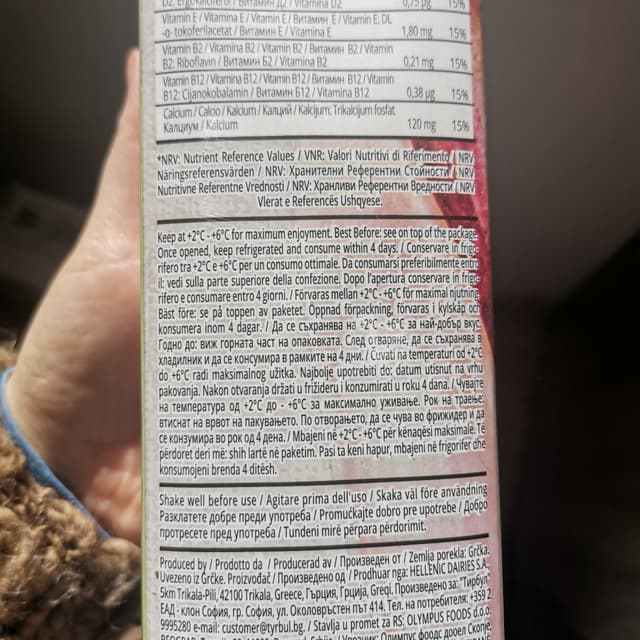 D2: Ergokalciferol / Витамин Д2 / Vitamina D2 0,75 μg 15%
Vitamin E / Vitamina E / Vitamin E / Витамин Е / Vitamin E: DL
-α- tokoferilacetat / Витамин Е / Vitamina E 1,80 mg 15%
Vitamin B2 / Vitamina B2 / Vitamin B2 / Витамин B2 / Vitamin
B2: Riboflavin / Витамин Б2 / Vitamina B2 0,21 mg 15%
Vitamin B12 / Vitamina B12 / Vitamin B12 / Витамин B12 / Vitamin
B12: Cijanokobalamin / Витамин Б12 / Vitamina B12 0,38 μg 15%
Calcium / Calcio / Kalcium / Калций / Kalcijum: Trikalcijum fosfat
Калциум / Kalcium 120 mg 15%
*NRV: Nutrient Reference Values / VNR: Valori Nutritivi di Riferimento / NRV
Näringsreferensvärden / NRV: Хранителни Референтни Стойности / NRV
Nutritivne Referentne Vrednosti / NRV: Хранливи Референтни Вредности / NRV
Vlerat e Referencës Ushqyese.
Keep at +2°C - +6°C for maximum enjoyment. Best Before: see on top of the package.
Once opened, keep refrigerated and consume within 4 days. / Conservare in frigo-
rifero tra +2°C e +6°C per un consumo ottimale. Da consumarsi preferibilmente entro
il: vedi sulla parte superiore della confezione. Dopo l'apertura conservare in frigo-
rifero e consumare entro 4 giorni. / Förvaras mellan +2°C - +6°C för maximal njutning.
Bäst före: se på toppen av paketet. Öppnad förpackning, förvaras i kylskåp och
konsumera inom 4 dagar. / Да се съхранява на +2°C - +6°C за най-добър вкус.
Годно до: виж горната част на опаковката. След отваряне, да се съхранява в
хладилник и да се консумира в рамките на 4 дни. / Čuvati na temperaturi od +2°C
do +6°C radi maksimalnog užitka. Najbolje upotrebiti do: datum utisnut na vrhu
pakovanja. Nakon otvaranja držati u frižideru i konzumirati u roku 4 dana. / Чувајте
на температура од +2°C до - +6°C за максимално уживање. Рок на траење:
втиснат на врвот на пакувањето. По отворањето, да се чува во фрижидер и да
се конзумира во рок од 4 дена. / Mbajeni në +2°C - +6°C për kënaqësi maksimale. Të
përdoret deri më: shih lartë në paketim. Pasi ta keni hapur, mbajeni në frigorifer dhe
konsumojeni brenda 4 ditësh.
Shake well before use / Agitare prima dell'uso / Skaka väl före användning
Разклатете добре преди употреба / Promućkajte dobro pre upotrebe / Добро
протресете пред употреба / Tundeni mirë përpara përdorimit.
Produced by / Prodotto da / Producerad av / Произведен от / Zemlja porekla: Grčka.
Uvezeno iz Grčke. Proizvođač / Произведено од / Prodhuar nga: HELLENIC DAIRIES S.A.,
5km Trikala-Pili, 42100 Trikala, Greece, Гърция, Грција, Greqi. Произведено за: "Тирбул"
ЕАД - клон София, гр. София, ул. Околовръстен път 414. Тел. на потребителя: +359 2
9995280 e-mail: customer@tyrbul.bg. / Stavlja u promet za RS: OLYMPUS FOODS d.o.o.
Олимпус фоодс дооел Скопје,